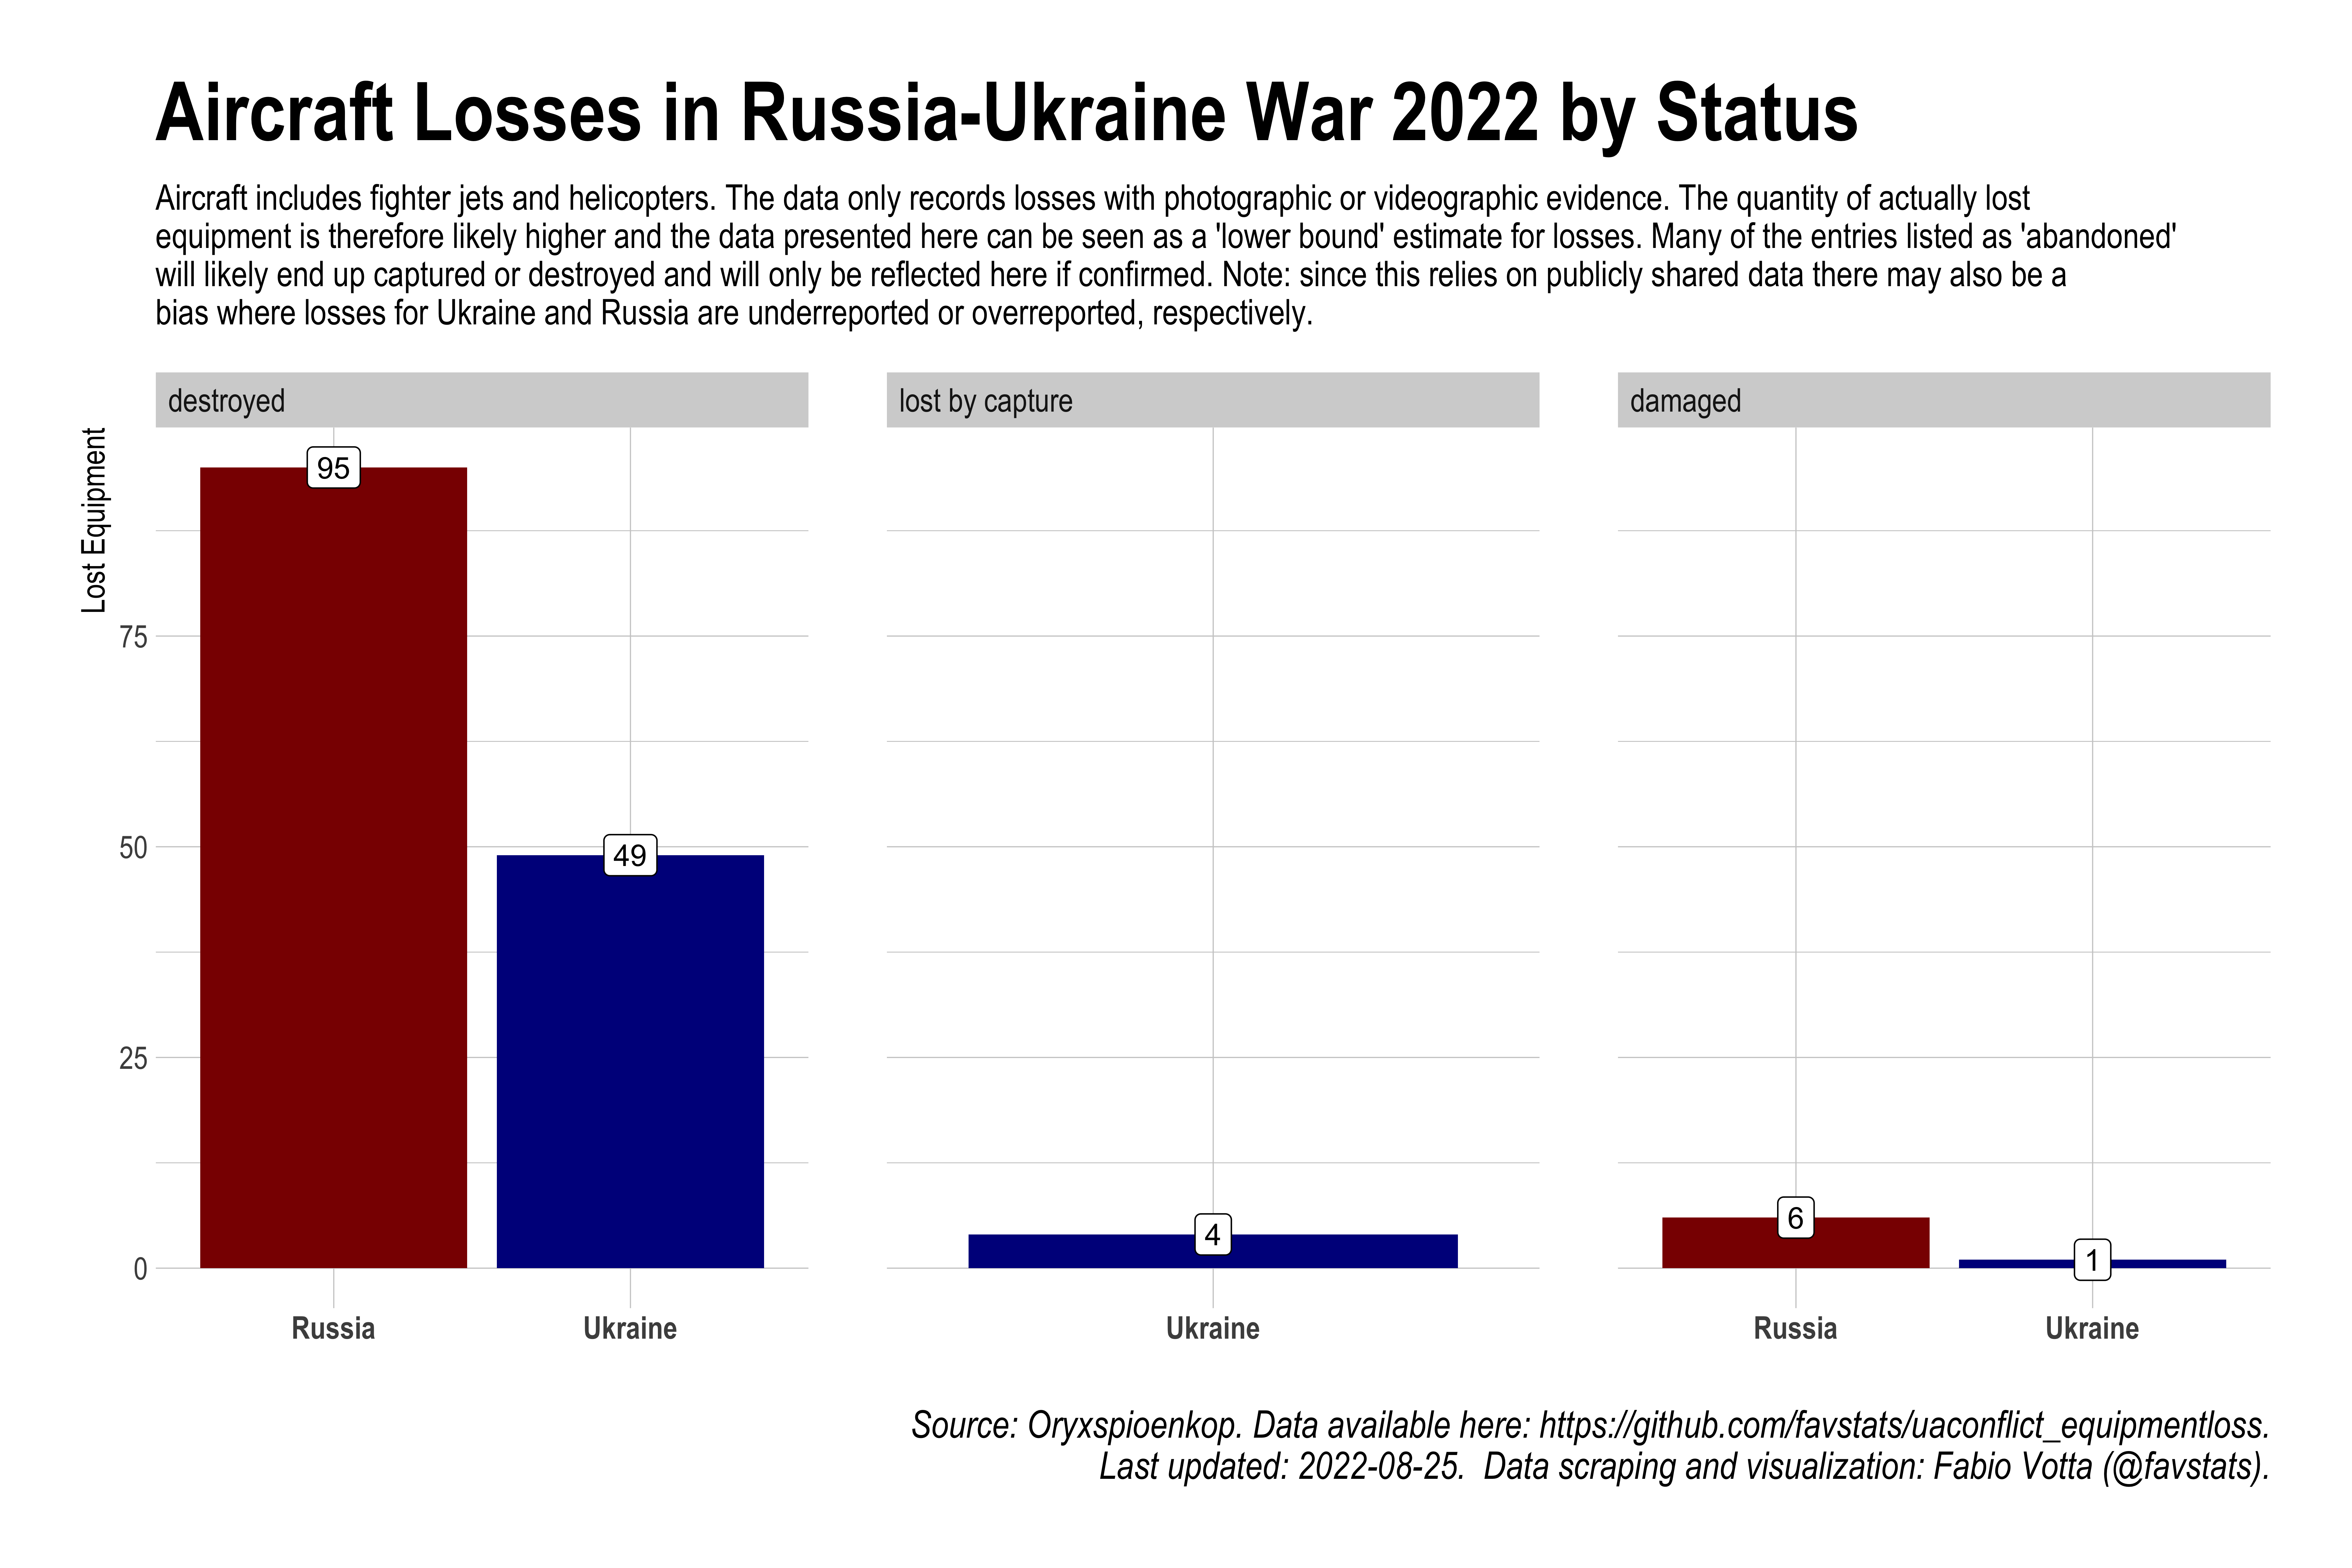 Aircraft Losses in Russia-Ukraine War 2022 by Status
Aircraft includes fighter jets and helicopters. The data only records losses with photographic or videographic evidence. The quantity of actually lost
equipment is therefore likely higher and the data presented here can be seen as a 'lower bound' estimate for losses. Many of the entries listed as 'abandoned'
will likely end up captured or destroyed and will only be reflected here if confirmed. Note: since this relies on publicly shared data there may also be a
bias where losses for Ukraine and Russia are underreported or overreported, respectively.
destroyed
lost by capture
damaged
Lost Equipment
75
50
25
0
95
49
4
6
1
Russia
Ukraine
Ukraine
Russia
Ukraine
Source: Oryxspioenkop. Data available here: https://github.com/favstats/uaconflict_equipmentloss.
Last updated: 2022-08-25.  Data scraping and visualization: Fabio Votta (@favstats).